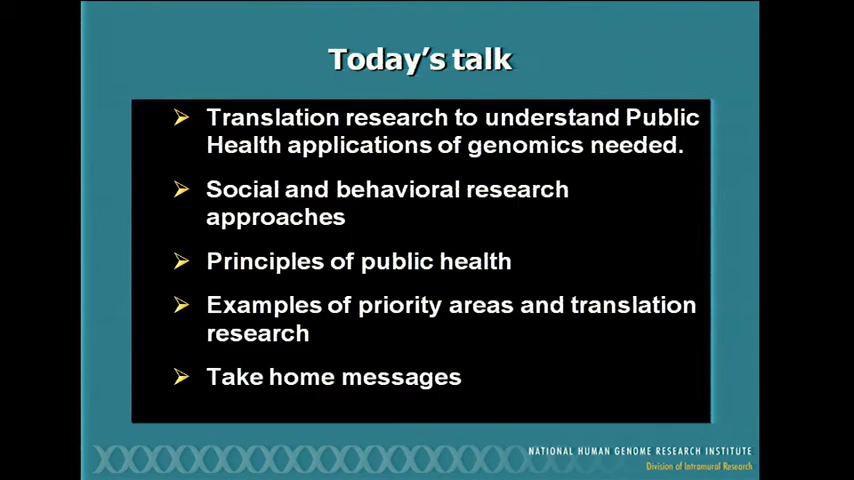 Today's talk
Translation research to understand Public
Health applications of genomics needed.
Social and behavioral research
approaches
Principles of public health
Examples of priority areas and translation
research
Take home messages
NATIONAL HUMAN GENOME RESEARCH INSTITUTE
Division of Intramural Research